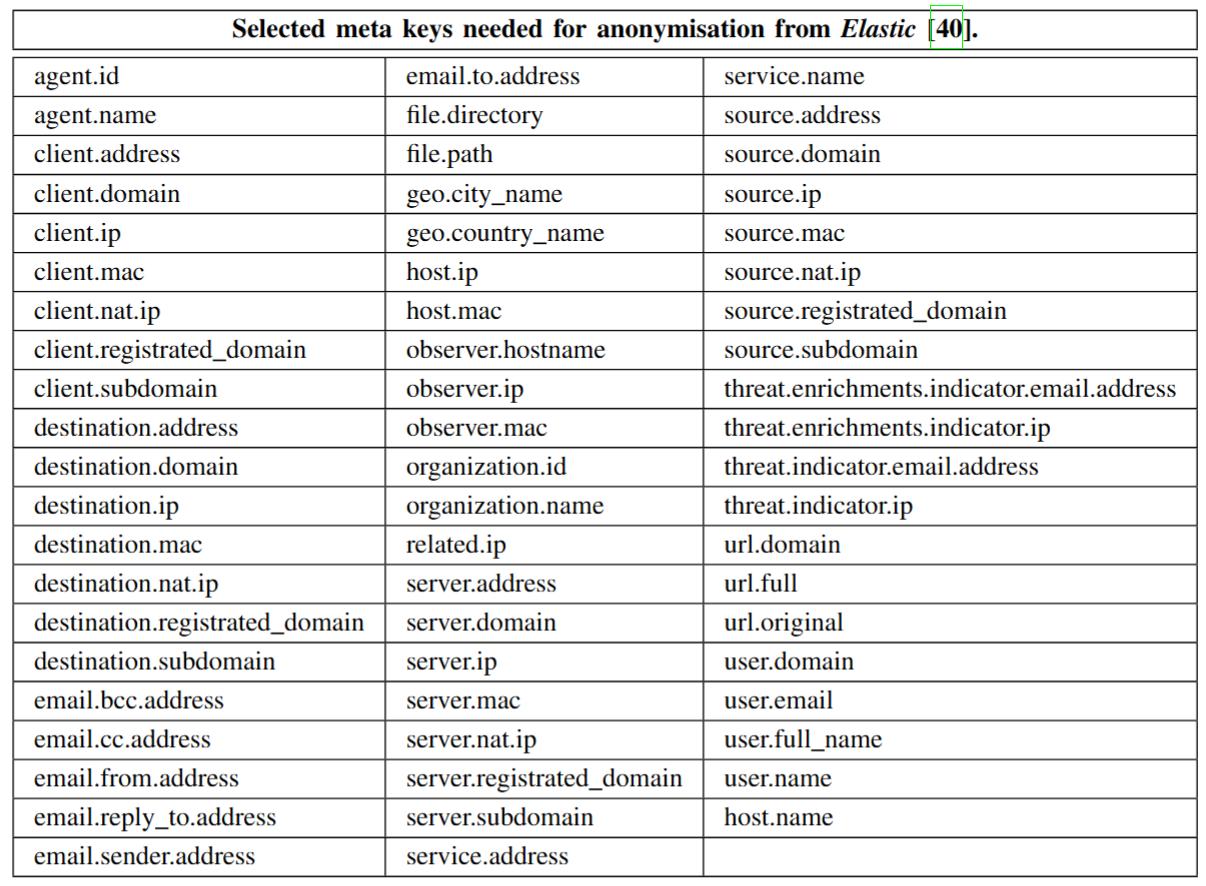 Selected meta keys needed for anonymisation from Elastic [40].
agent.id email.to.address service.name
agent.name file.directory source.address
client.address file.path source.domain
client.domain geo.city_name source.ip
client.ip geo.country_name source.mac
client.mac host.ip source.nat.ip
client.nat.ip host.mac source.registrated_domain
client.registrated_domain observer.hostname source.subdomain
client.subdomain observer.ip threat.enrichments.indicator.email.address
destination.address observer.mac threat.enrichments.indicator.ip
destination.domain organization.id threat.indicator.email.address
destination.ip organization.name threat.indicator.ip
destination.mac related.ip url.domain
destination.nat.ip server.address url.full
destination.registrated_domain server.domain url.original
destination.subdomain server.ip user.domain
email.bcc.address server.mac user.email
email.cc.address server.nat.ip user.full_name
email.from.address server.registrated_domain user.name
email.reply_to.address server.subdomain host.name
email.sender.address service.address